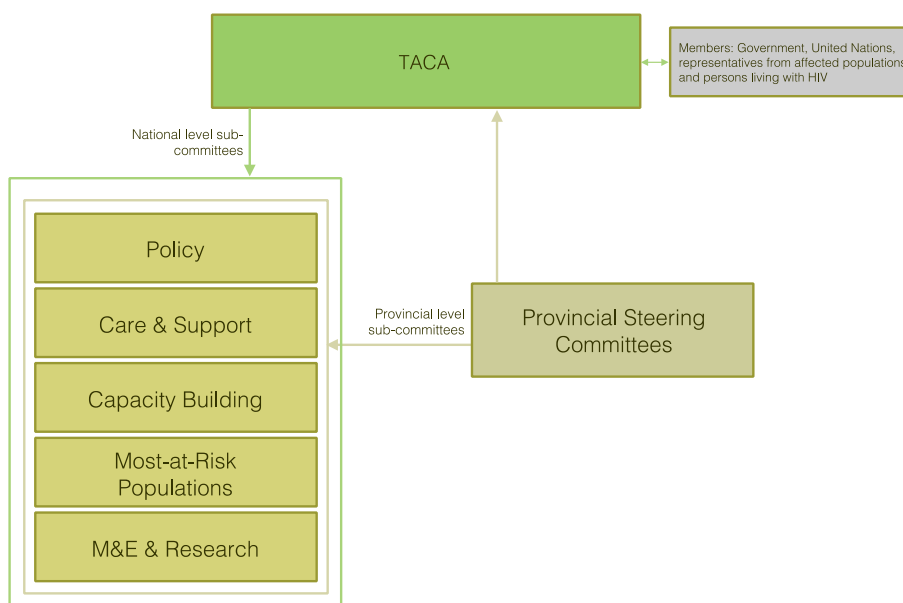 TACA
Members: Government, United Nations,
representatives from affected populations
and persons living with HIV
National level sub-
committees
Policy
Care & Support
Capacity Building
Most-at-Risk
Populations
M&E & Research
Provincial level
sub-committees
Provincial Steering
Committees